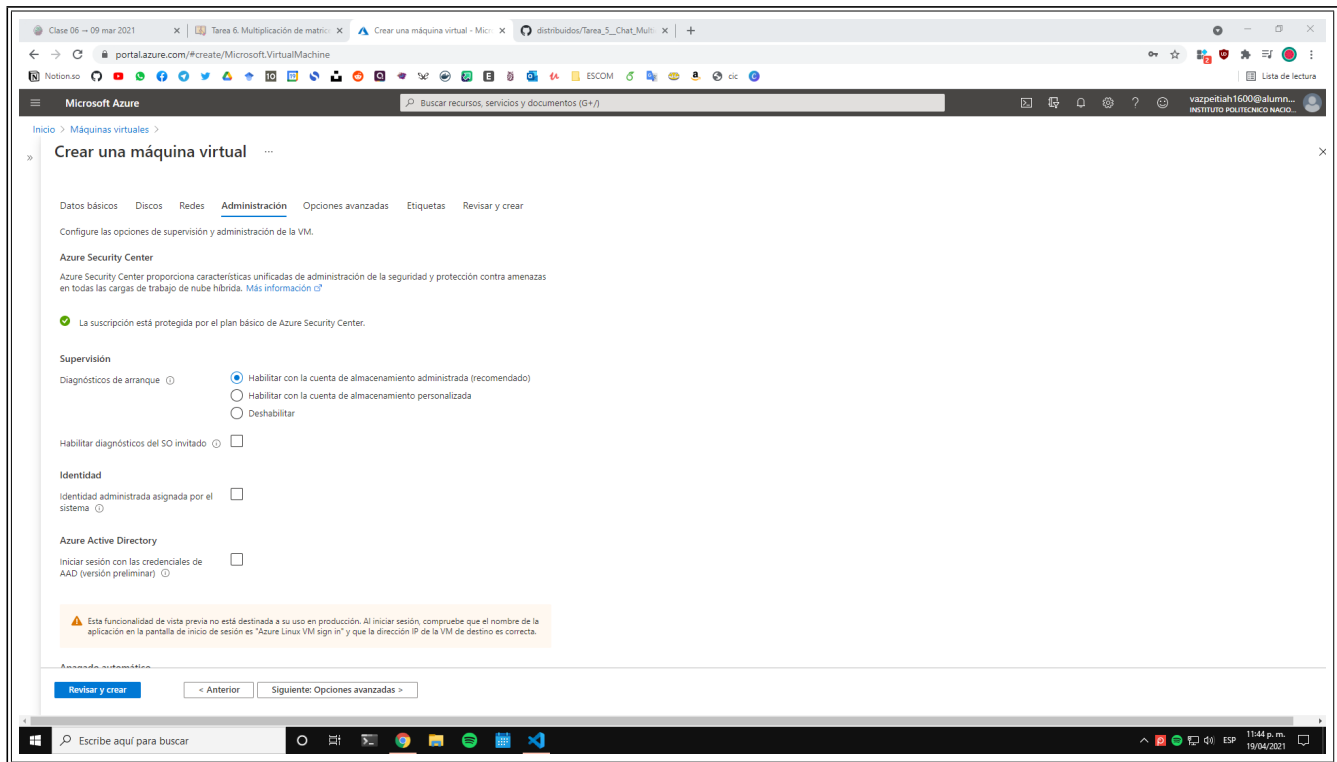 Clase 06 -- 09 mar 2021
Tarea 6. Multiplicación de matric
Crear una máquina virtual - Micr
distribuidos/Tarea_5__Chat_Multi
portal.azure.com/#create/Microsoft.VirtualMachine
Notion.so
ESCOM
cic
Lista de lectura
Microsoft Azure
Buscar recursos, servicios y documentos (G+/)
vazpeitiah1600@alumn...
INSTITUTO POLITECNICO NACIO...
Inicio > Máquinas virtuales >
Crear una máquina virtual ...
Datos básicos Discos Redes Administración Opciones avanzadas Etiquetas Revisar y crear
Configure las opciones de supervisión y administración de la VM.
Azure Security Center
Azure Security Center proporciona características unificadas de administración de la seguridad y protección contra amenazas
en todas las cargas de trabajo de nube híbrida. Más información
La suscripción está protegida por el plan básico de Azure Security Center.
Supervisión
Diagnósticos de arranque
Habilitar con la cuenta de almacenamiento administrada (recomendado)
Habilitar con la cuenta de almacenamiento personalizada
Deshabilitar
Habilitar diagnósticos del SO invitado
Identidad
Identidad administrada asignada por el
sistema
Azure Active Directory
Iniciar sesión con las credenciales de
AAD (versión preliminar)
Esta funcionalidad de vista previa no está destinada a su uso en producción. Al iniciar sesión, compruebe que el nombre de la
aplicación en la pantalla de inicio de sesión es "Azure Linux VM sign in" y que la dirección IP de la VM de destino es correcta.
Apagado automático
Revisar y crear
< Anterior
Siguiente: Opciones avanzadas >
Escribe aquí para buscar
ESP
11:44 p. m.
19/04/2021